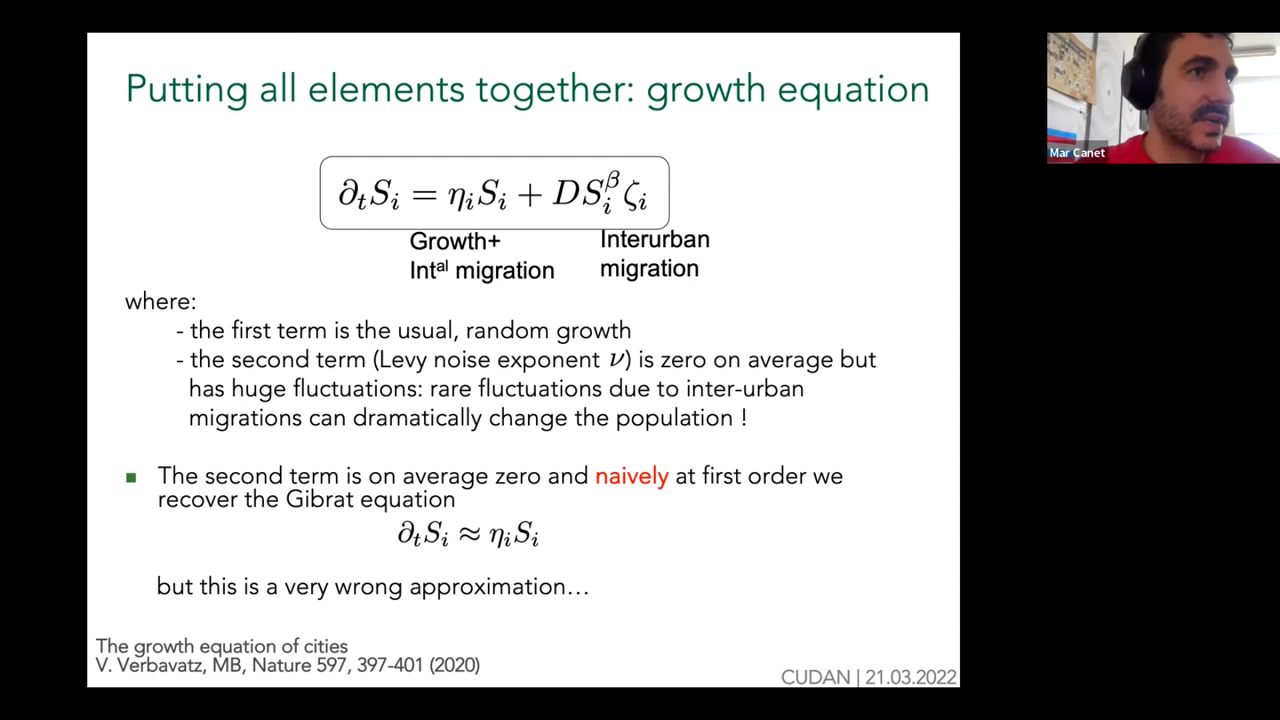 Putting all elements together: growth equation
∂ₜSᵢ = ηᵢSᵢ + DSᵢᵝζᵢ
Growth+
Intᵃˡ migration
Interurban
migration
where:
- the first term is the usual, random growth
- the second term (Levy noise exponent ν) is zero on average but
has huge fluctuations: rare fluctuations due to inter-urban
migrations can dramatically change the population !
■ The second term is on average zero and naively at first order we
recover the Gibrat equation
∂ₜSᵢ ≈ ηᵢSᵢ
but this is a very wrong approximation…
The growth equation of cities
V. Verbavatz, MB, Nature 597, 397-401 (2020)
CUDAN | 21.03.2022
Mar Canet